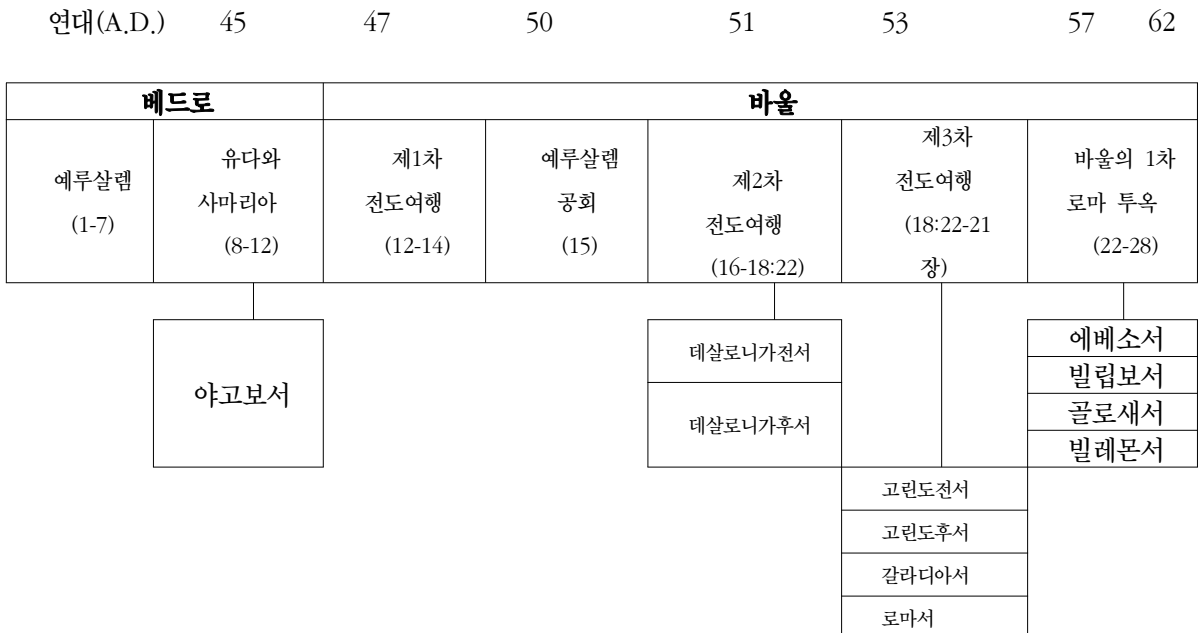 연대(A.D.) 45 47 50 51 53 57 62
베드로 바울
예루살렘
(1-7)
유다와
사마리아
(8-12)
제1차
전도여행
(12-14)
예루살렘
공회
(15)
제2차
전도여행
(16-18:22)
제3차
전도여행
(18:22-21
장)
바울의 1차
로마 투옥
(22-28)
야고보서
데살로니가전서
데살로니가후서
에베소서
빌립보서
골로새서
빌레몬서
고린도전서
고린도후서
갈라디아서
로마서